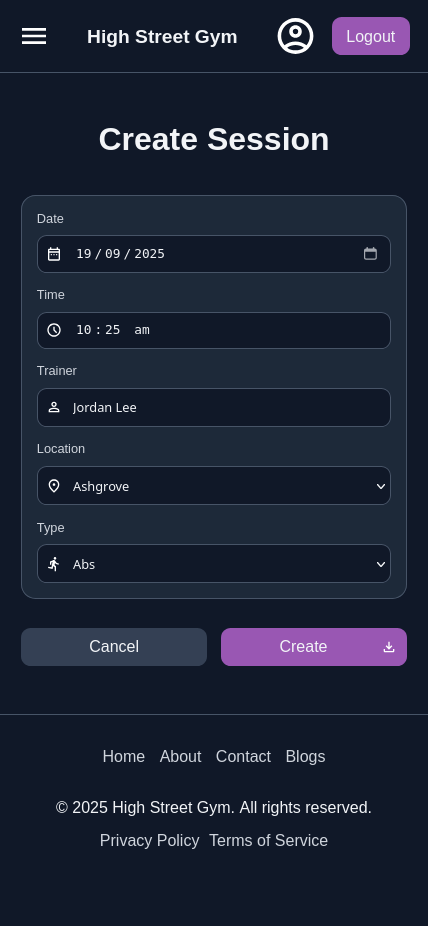 High Street Gym Logout
Create Session
Date
19/09/2025
Time
10:25 am
Trainer
Jordan Lee
Location
Ashgrove
Type
Abs
Cancel Create
Home About Contact Blogs
© 2025 High Street Gym. All rights reserved.
Privacy Policy Terms of Service